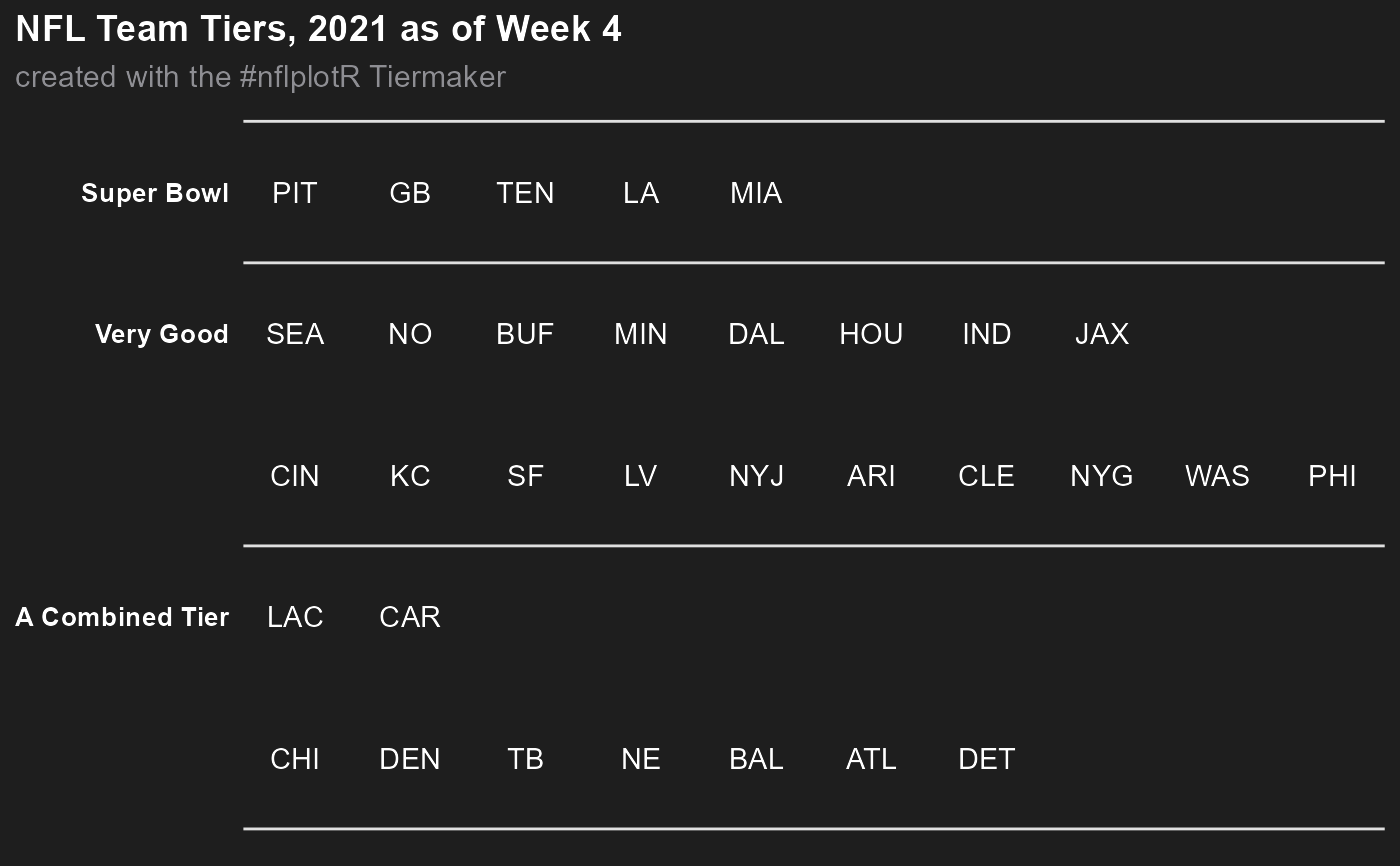 NFL Team Tiers, 2021 as of Week 4
created with the #nflplotR Tiermaker
Super Bowl PIT GB TEN LA MIA
Very Good SEA NO BUF MIN DAL HOU IND JAX
CIN KC SF LV NYJ ARI CLE NYG WAS PHI
A Combined Tier LAC CAR
CHI DEN TB NE BAL ATL DET